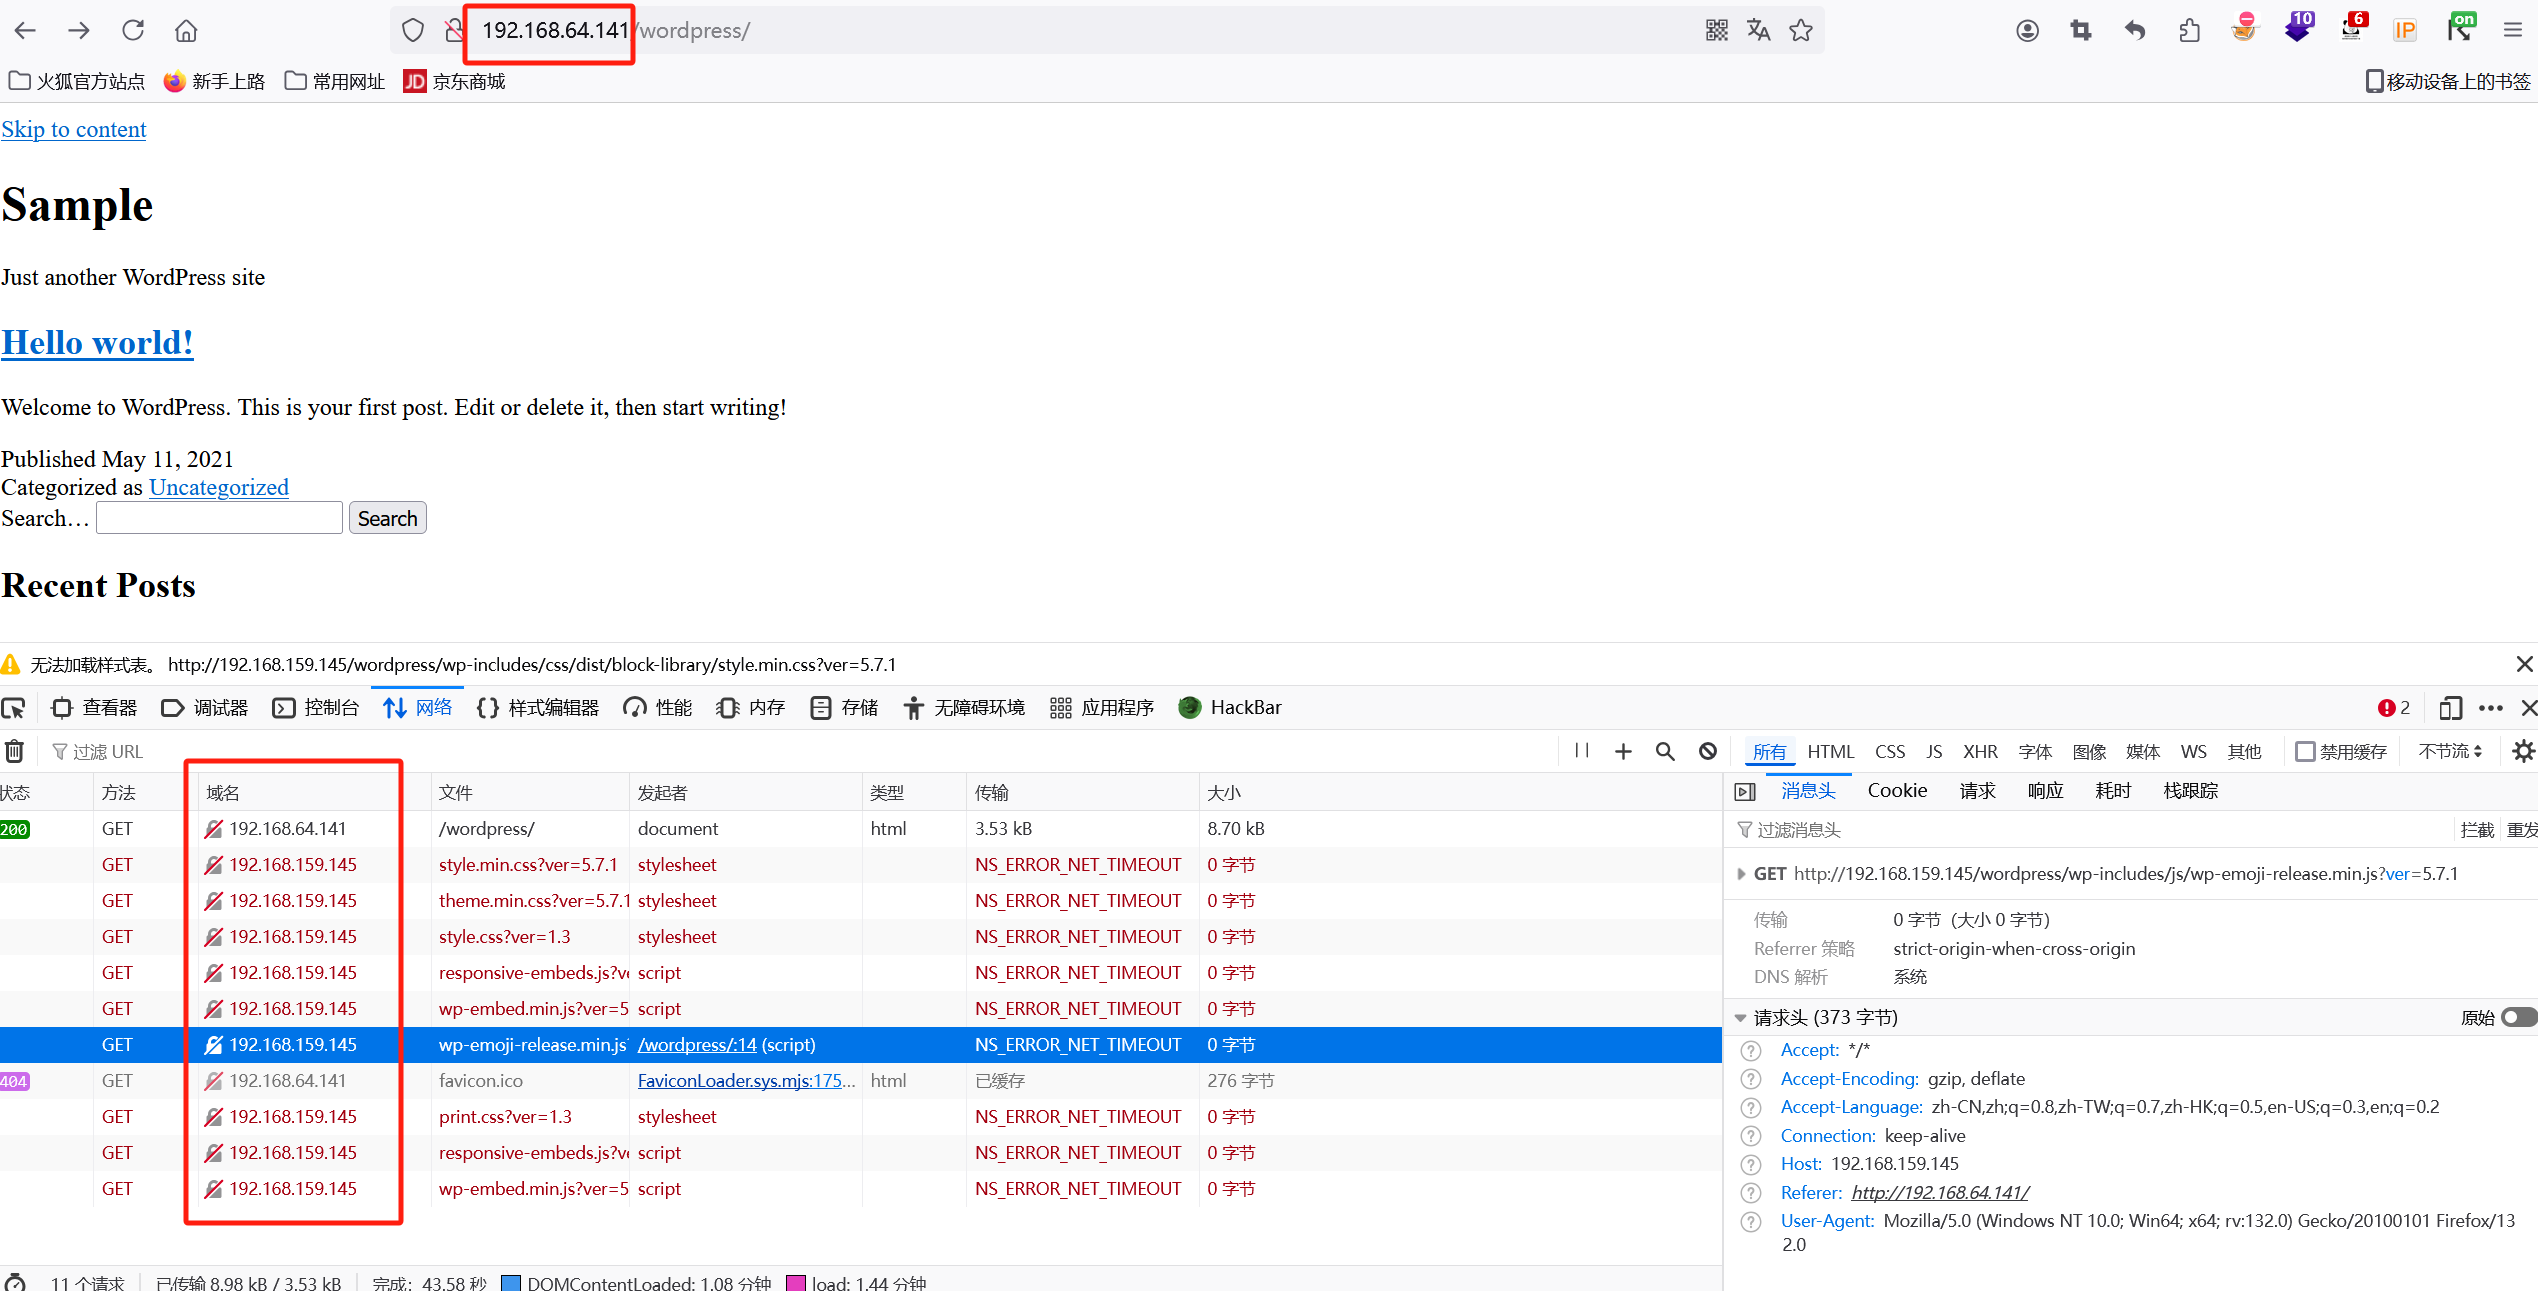 192.168.64.141/wordpress/
10
6
IP
on
火狐官方站点 新手上路 常用网址 JD 京东商城 移动设备上的书签
Skip to content
Sample
Just another WordPress site
Hello world!
Welcome to WordPress. This is your first post. Edit or delete it, then start writing!
Published May 11, 2021
Categorized as Uncategorized
Search… Search
Recent Posts
无法加载样式表。 http://192.168.159.145/wordpress/wp-includes/css/dist/block-library/style.min.css?ver=5.7.1
查看器 调试器 控制台 网络 样式编辑器 性能 内存 存储 无障碍环境 应用程序 HackBar 2
过滤 URL 所有 HTML CSS JS XHR 字体 图像 媒体 WS 其他 禁用缓存 不节流
状态 方法 域名 文件 发起者 类型 传输 大小
200 GET 192.168.64.141 /wordpress/ document html 3.53 kB 8.70 kB
GET 192.168.159.145 style.min.css?ver=5.7.1 stylesheet NS_ERROR_NET_TIMEOUT 0 字节
GET 192.168.159.145 theme.min.css?ver=5.7.1 stylesheet NS_ERROR_NET_TIMEOUT 0 字节
GET 192.168.159.145 style.css?ver=1.3 stylesheet NS_ERROR_NET_TIMEOUT 0 字节
GET 192.168.159.145 responsive-embeds.js?ve script NS_ERROR_NET_TIMEOUT 0 字节
GET 192.168.159.145 wp-embed.min.js?ver=5 script NS_ERROR_NET_TIMEOUT 0 字节
GET 192.168.159.145 wp-emoji-release.min.js? /wordpress/:14 (script) NS_ERROR_NET_TIMEOUT 0 字节
404 GET 192.168.64.141 favicon.ico FaviconLoader.sys.mjs:175… html 已缓存 276 字节
GET 192.168.159.145 print.css?ver=1.3 stylesheet NS_ERROR_NET_TIMEOUT 0 字节
GET 192.168.159.145 responsive-embeds.js?ve script NS_ERROR_NET_TIMEOUT 0 字节
GET 192.168.159.145 wp-embed.min.js?ver=5 script NS_ERROR_NET_TIMEOUT 0 字节
11 个请求 已传输 8.98 kB / 3.53 kB 完成：43.58 秒 DOMContentLoaded: 1.08 分钟 load: 1.44 分钟
消息头 Cookie 请求 响应 耗时 栈跟踪
过滤消息头 拦截 重发
GET http://192.168.159.145/wordpress/wp-includes/js/wp-emoji-release.min.js?ver=5.7.1
传输 0 字节（大小 0 字节）
Referrer 策略 strict-origin-when-cross-origin
DNS 解析 系统
请求头 (373 字节) 原始
Accept: */*
Accept-Encoding: gzip, deflate
Accept-Language: zh-CN,zh;q=0.8,zh-TW;q=0.7,zh-HK;q=0.5,en-US;q=0.3,en;q=0.2
Connection: keep-alive
Host: 192.168.159.145
Referer: http://192.168.64.141/
User-Agent: Mozilla/5.0 (Windows NT 10.0; Win64; x64; rv:132.0) Gecko/20100101 Firefox/13
2.0